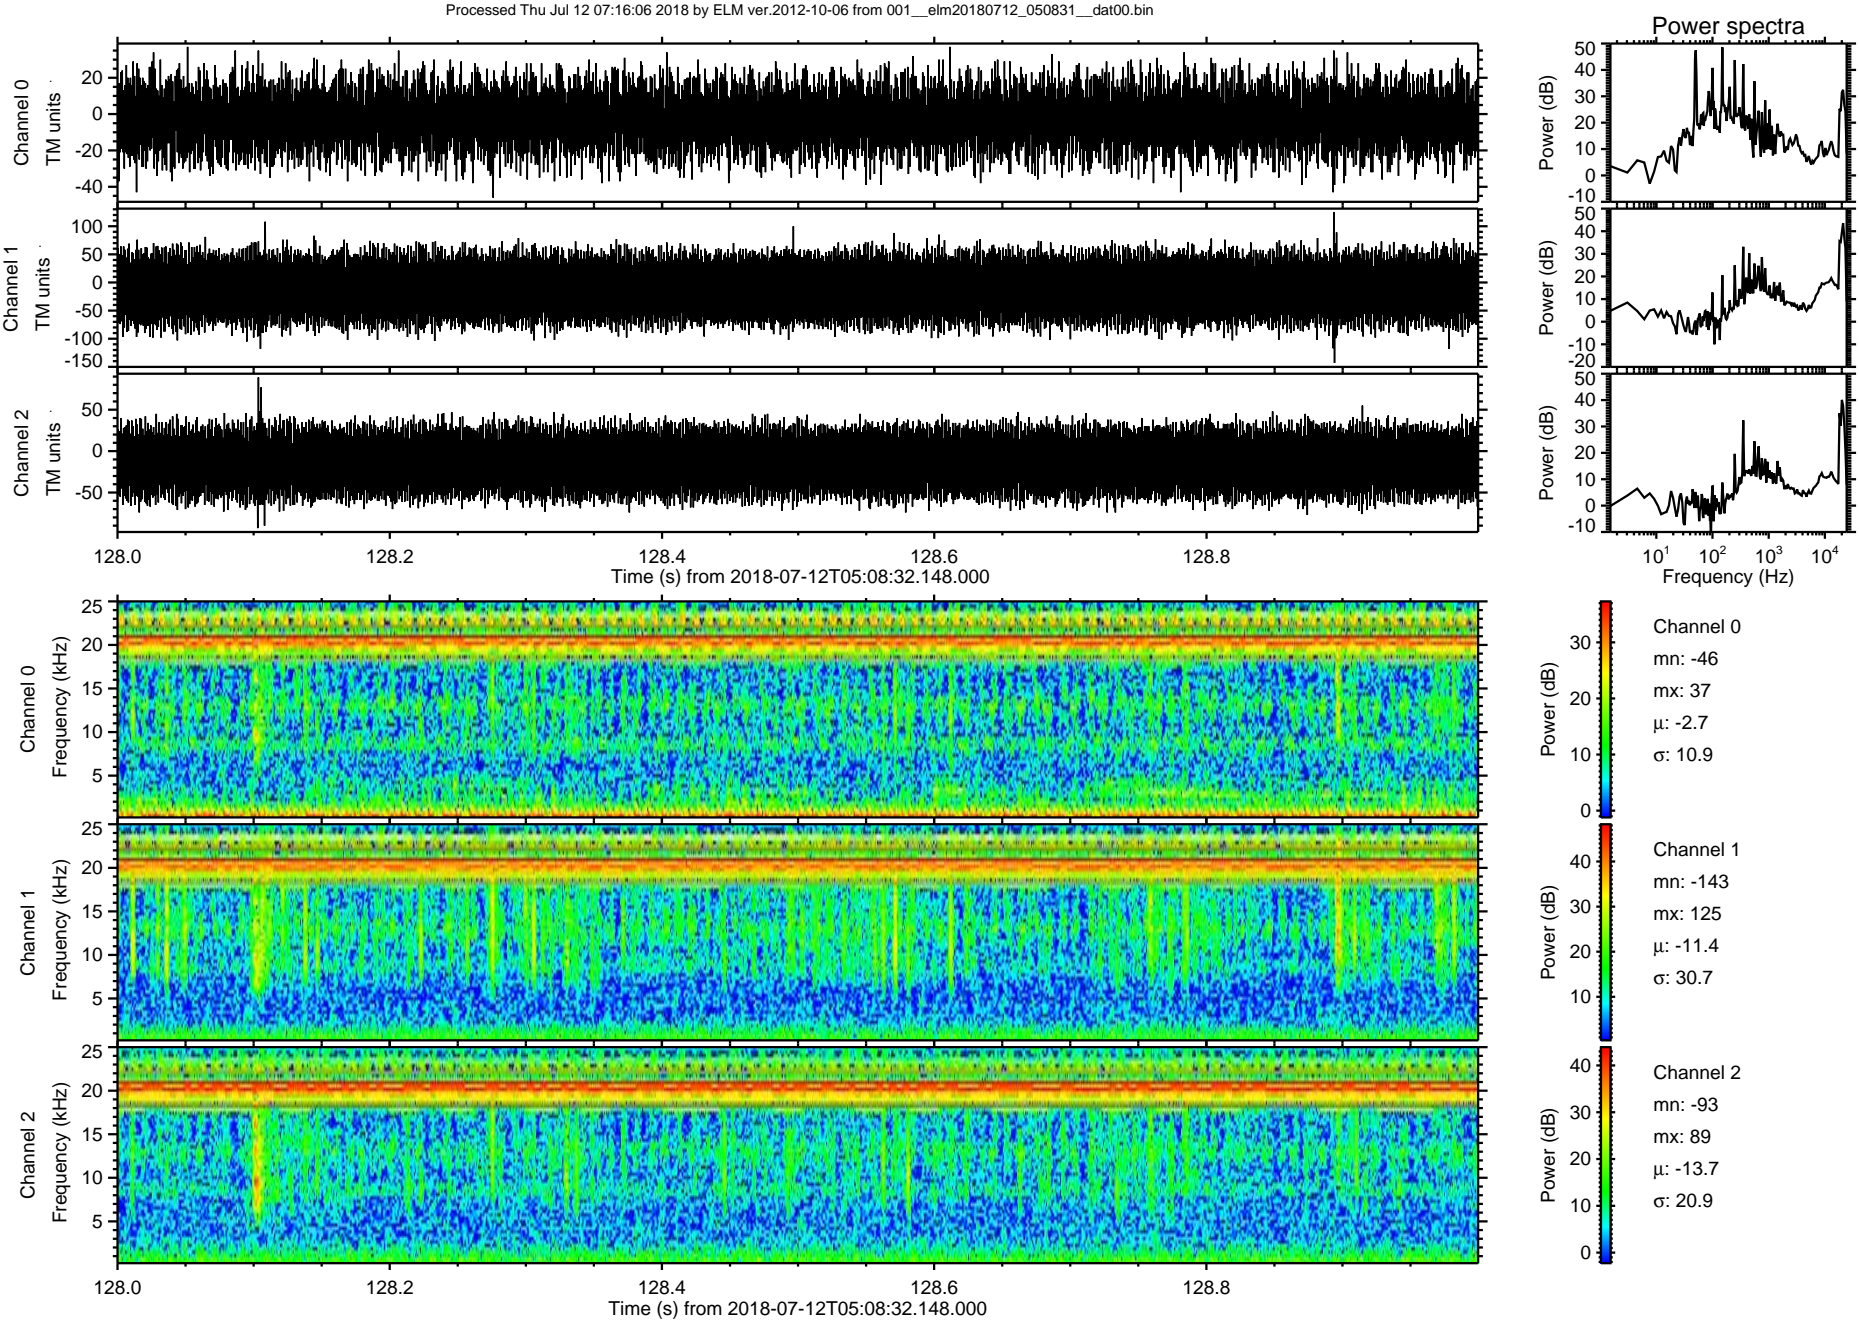 Processed Thu Jul 12 07:16:06 2018 by ELM ver.2012-10-06 from 001__elm20180712_050831__dat00.bin
Power spectra
Channel 0
TM units
20
0
-20
-40
Power (dB)
50
40
30
20
10
0
-10
Channel 1
TM units
100
50
0
-50
-100
-150
Power (dB)
50
40
30
20
10
0
-10
-20
Channel 2
TM units
50
0
-50
Power (dB)
50
40
30
20
10
0
-10
128.0 128.2 128.4 128.6 128.8
Time (s) from 2018-07-12T05:08:32.148.000
10^1 10^2 10^3 10^4
Frequency (Hz)
Channel 0
Frequency (kHz)
25
20
15
10
5
Power (dB)
30
20
10
0
Channel 0
mn: -46
mx: 37
μ: -2.7
σ: 10.9
Channel 1
Frequency (kHz)
25
20
15
10
5
Power (dB)
40
30
20
10
Channel 1
mn: -143
mx: 125
μ: -11.4
σ: 30.7
Channel 2
Frequency (kHz)
25
20
15
10
5
Power (dB)
40
30
20
10
0
Channel 2
mn: -93
mx: 89
μ: -13.7
σ: 20.9
128.0 128.2 128.4 128.6 128.8
Time (s) from 2018-07-12T05:08:32.148.000